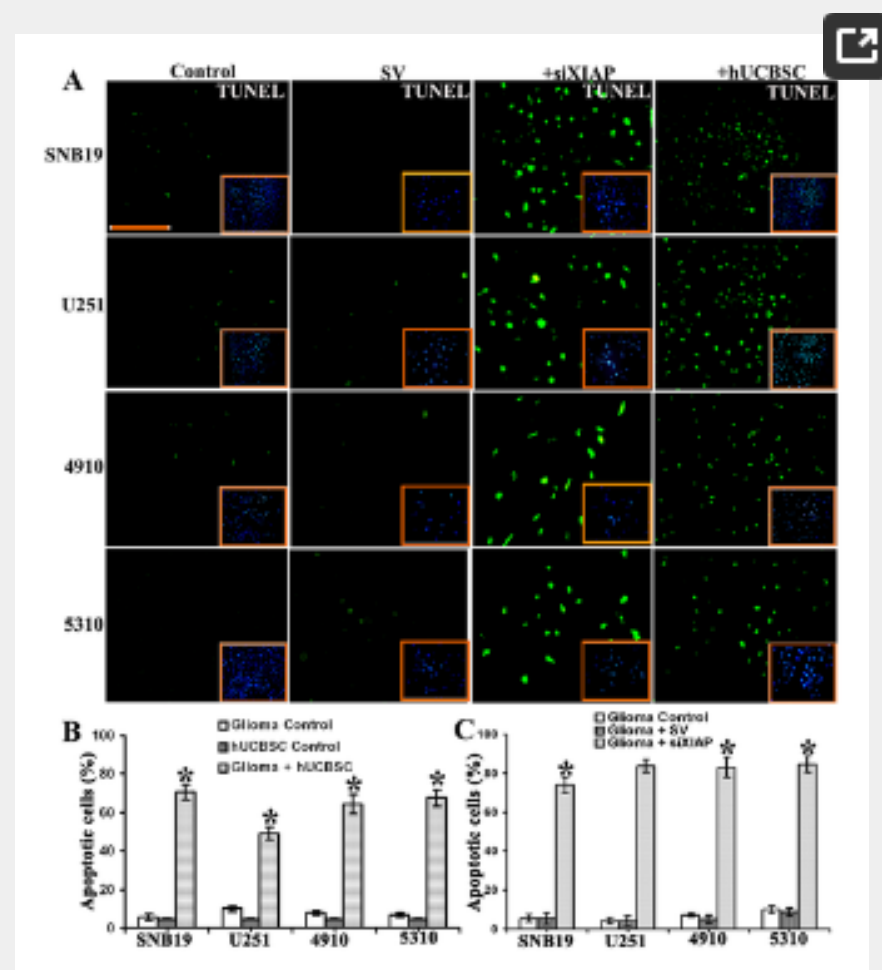 A
Control SV +siXIAP +hUCBSC
TUNEL TUNEL TUNEL TUNEL
SNB19
U251
4910
5310
B
Glioma Control
hUCBSC Control
Glioma + hUCBSC
Apoptotic cells (%)
100
80
60
40
20
0
* * * *
SNB19 U251 4910 5310
C
Glioma Control
Glioma + SV
Glioma + siXIAP
Apoptotic cells (%)
100
80
60
40
20
0
* * *
SNB19 U251 4910 5310